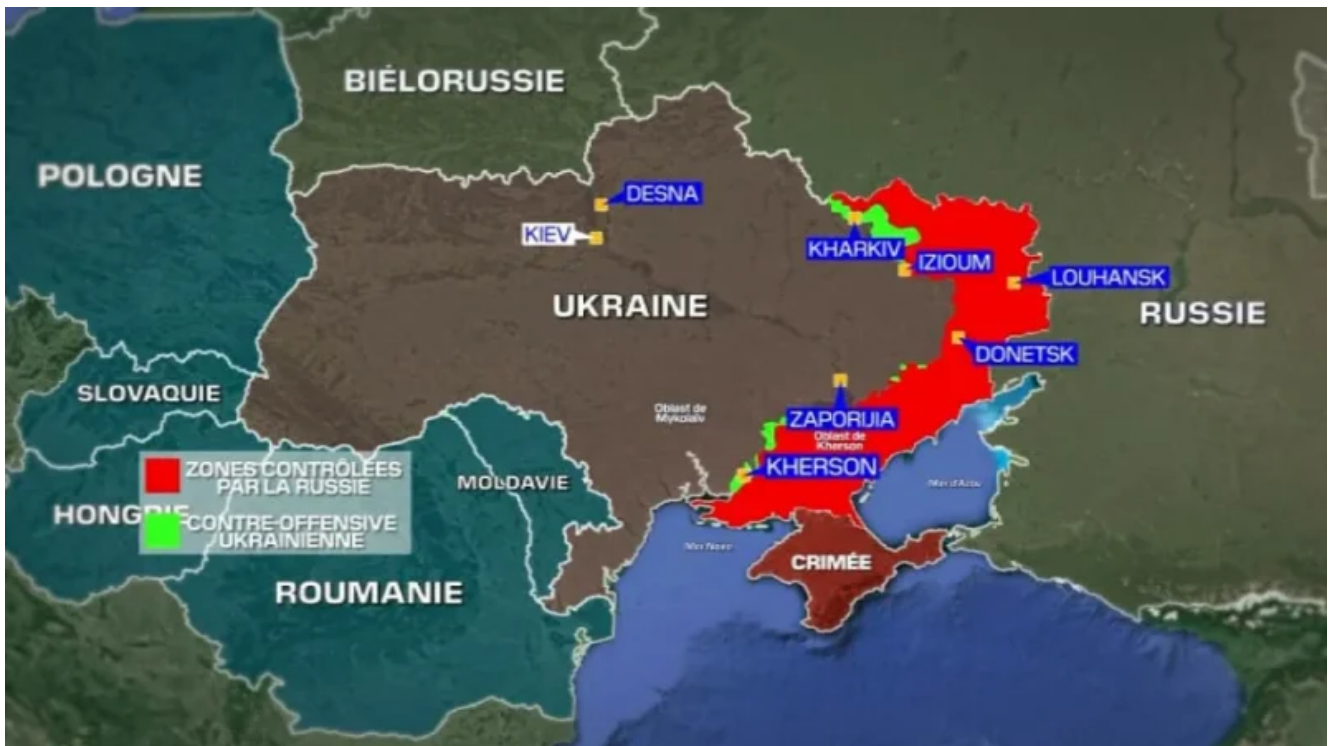 BIÉLORUSSIE
POLOGNE
DESNA
KIEV
KHARKIV
IZIOUM
LOUHANSK
UKRAINE
RUSSIE
DONETSK
SLOVAQUIE
Oblast de
Mykolaïv
ZAPORIJIA
Oblast de
Kherson
KHERSON
ZONES CONTRÔLÉES
PAR LA RUSSIE
MOLDAVIE
HONGRIE
CONTRE-OFFENSIVE
UKRAINIENNE
Mer d'Azov
Mer Noire
CRIMÉE
ROUMANIE